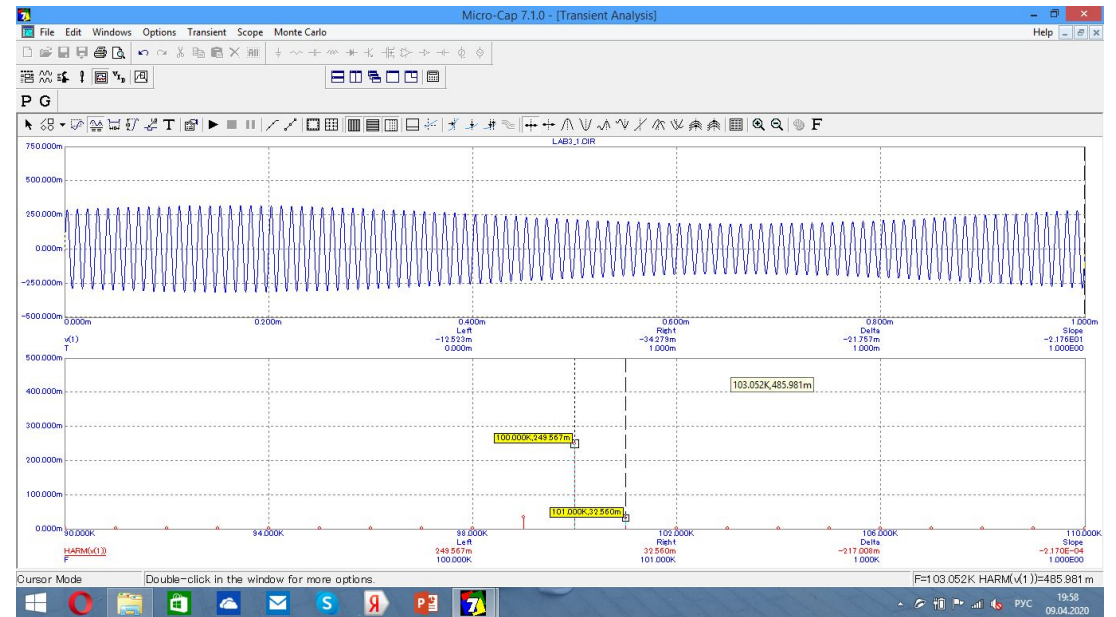 Micro-Cap 7.1.0 - [Transient Analysis]
File Edit Windows Options Transient Scope Monte Carlo Help
P G
T F
LAB3_1.CIR
750.000m
500.000m
250.000m
0.000m
-250.000m
-500.000m
0.000m 0.200m 0.400m 0.600m 0.800m 1.000m
Left Right Delta Slope
v(1) -12.523m -34.279m -21.757m -2.176E01
T 0.000m 1.000m 1.000m 1.000E00
500.000m
400.000m
103.052K,485.981m
300.000m
100.000K,249.567m
200.000m
100.000m
101.000K,32.560m
0.000m
90.000K 94.000K 98.000K 102.000K 106.000K 110.000K
Left Right Delta Slope
HARM(v(1)) 249.567m 32.560m -217.008m -2.170E-04
F 100.000K 101.000K 1.000K 1.000E00
Cursor Mode Double-click in the window for more options. F=103.052K HARM(v(1))=485.981 m
РУС 19:58
09.04.2020